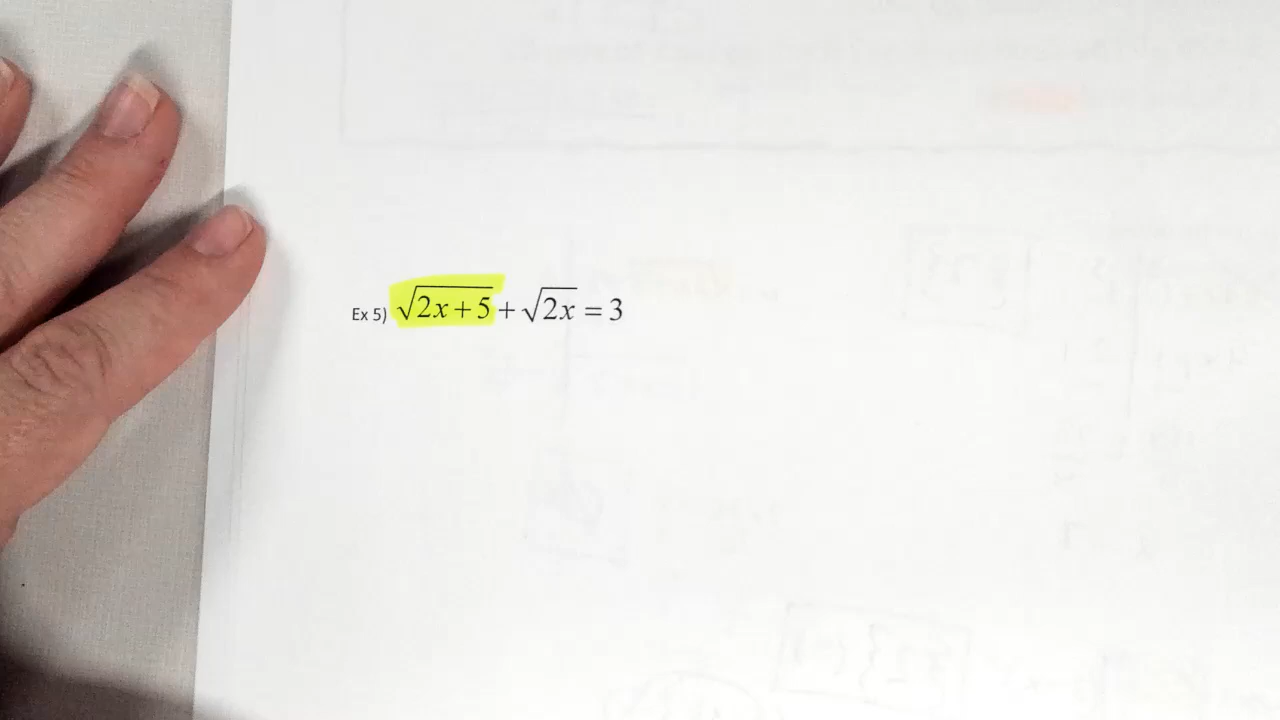 Ex 5) √(2x+5) + √(2x) = 3